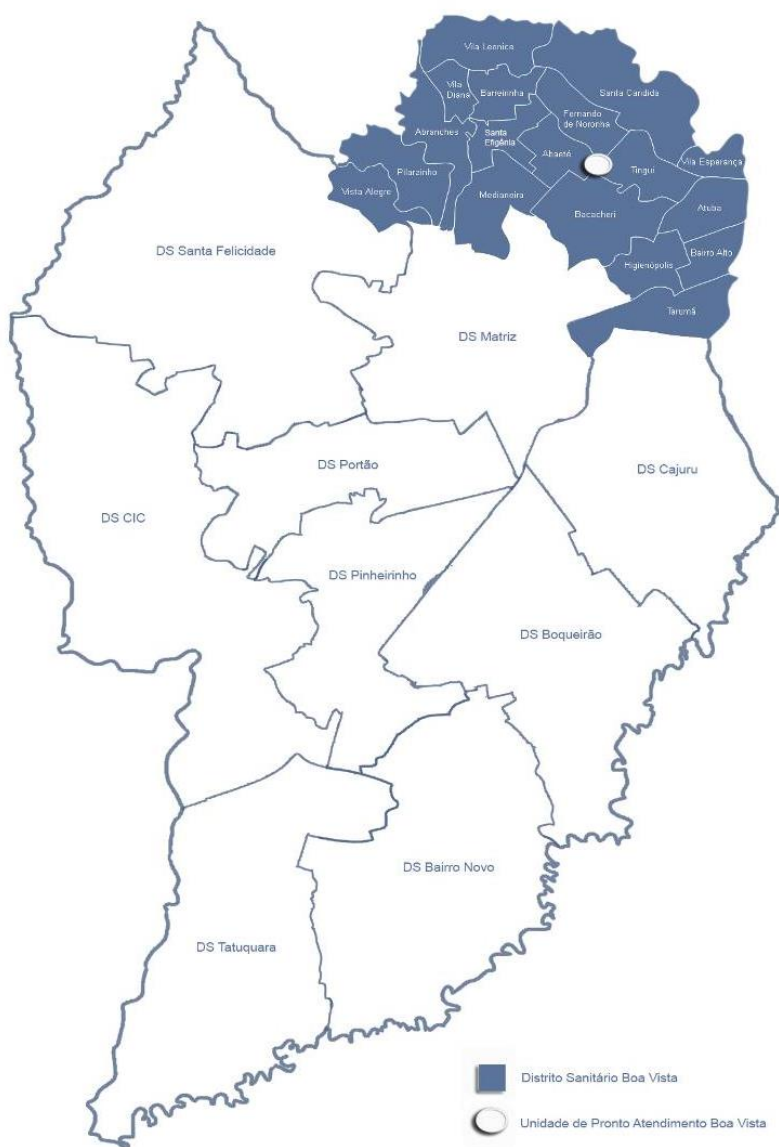 Vila Leonice
Vila
Diana
Barreirinha
Santa Candida
Fernando
de Noronha
Abranches
Santa
Efigênia
Abaeté
Tingui
Vila Esperança
Pilarzinho
Vista Alegre
Medianeira
Bacacheri
Atuba
Bairro Alto
Higienópolis
Tarumã
DS Santa Felicidade
DS Matriz
DS Portão
DS Cajuru
DS CIC
DS Pinheirinho
DS Boqueirão
DS Bairro Novo
DS Tatuquara
Distrito Sanitário Boa Vista
Unidade de Pronto Atendimento Boa Vista